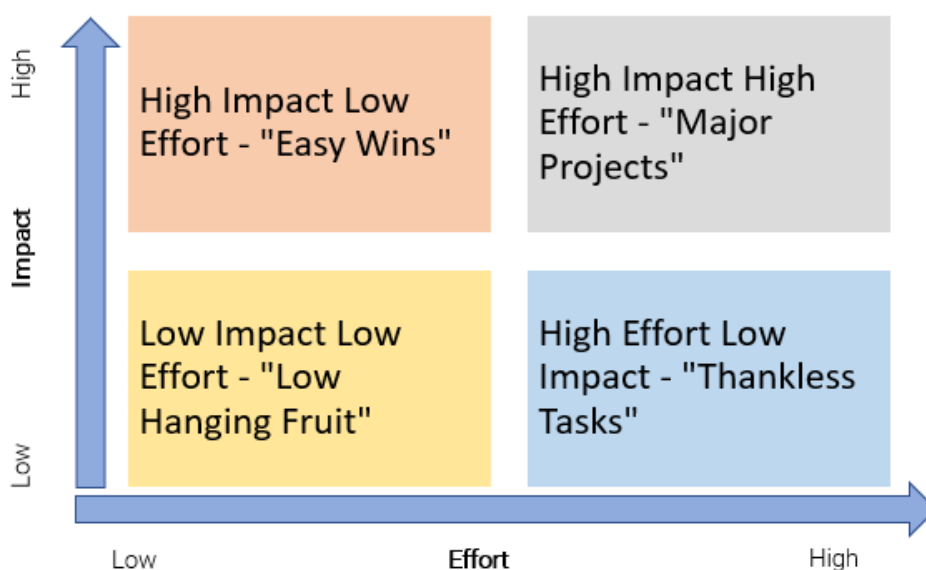 High
High Impact Low
Effort - "Easy Wins"
High Impact High
Effort - "Major
Projects"
Impact
Low Impact Low
Effort - "Low
Hanging Fruit"
High Effort Low
Impact - "Thankless
Tasks"
Low
Low
Effort
High